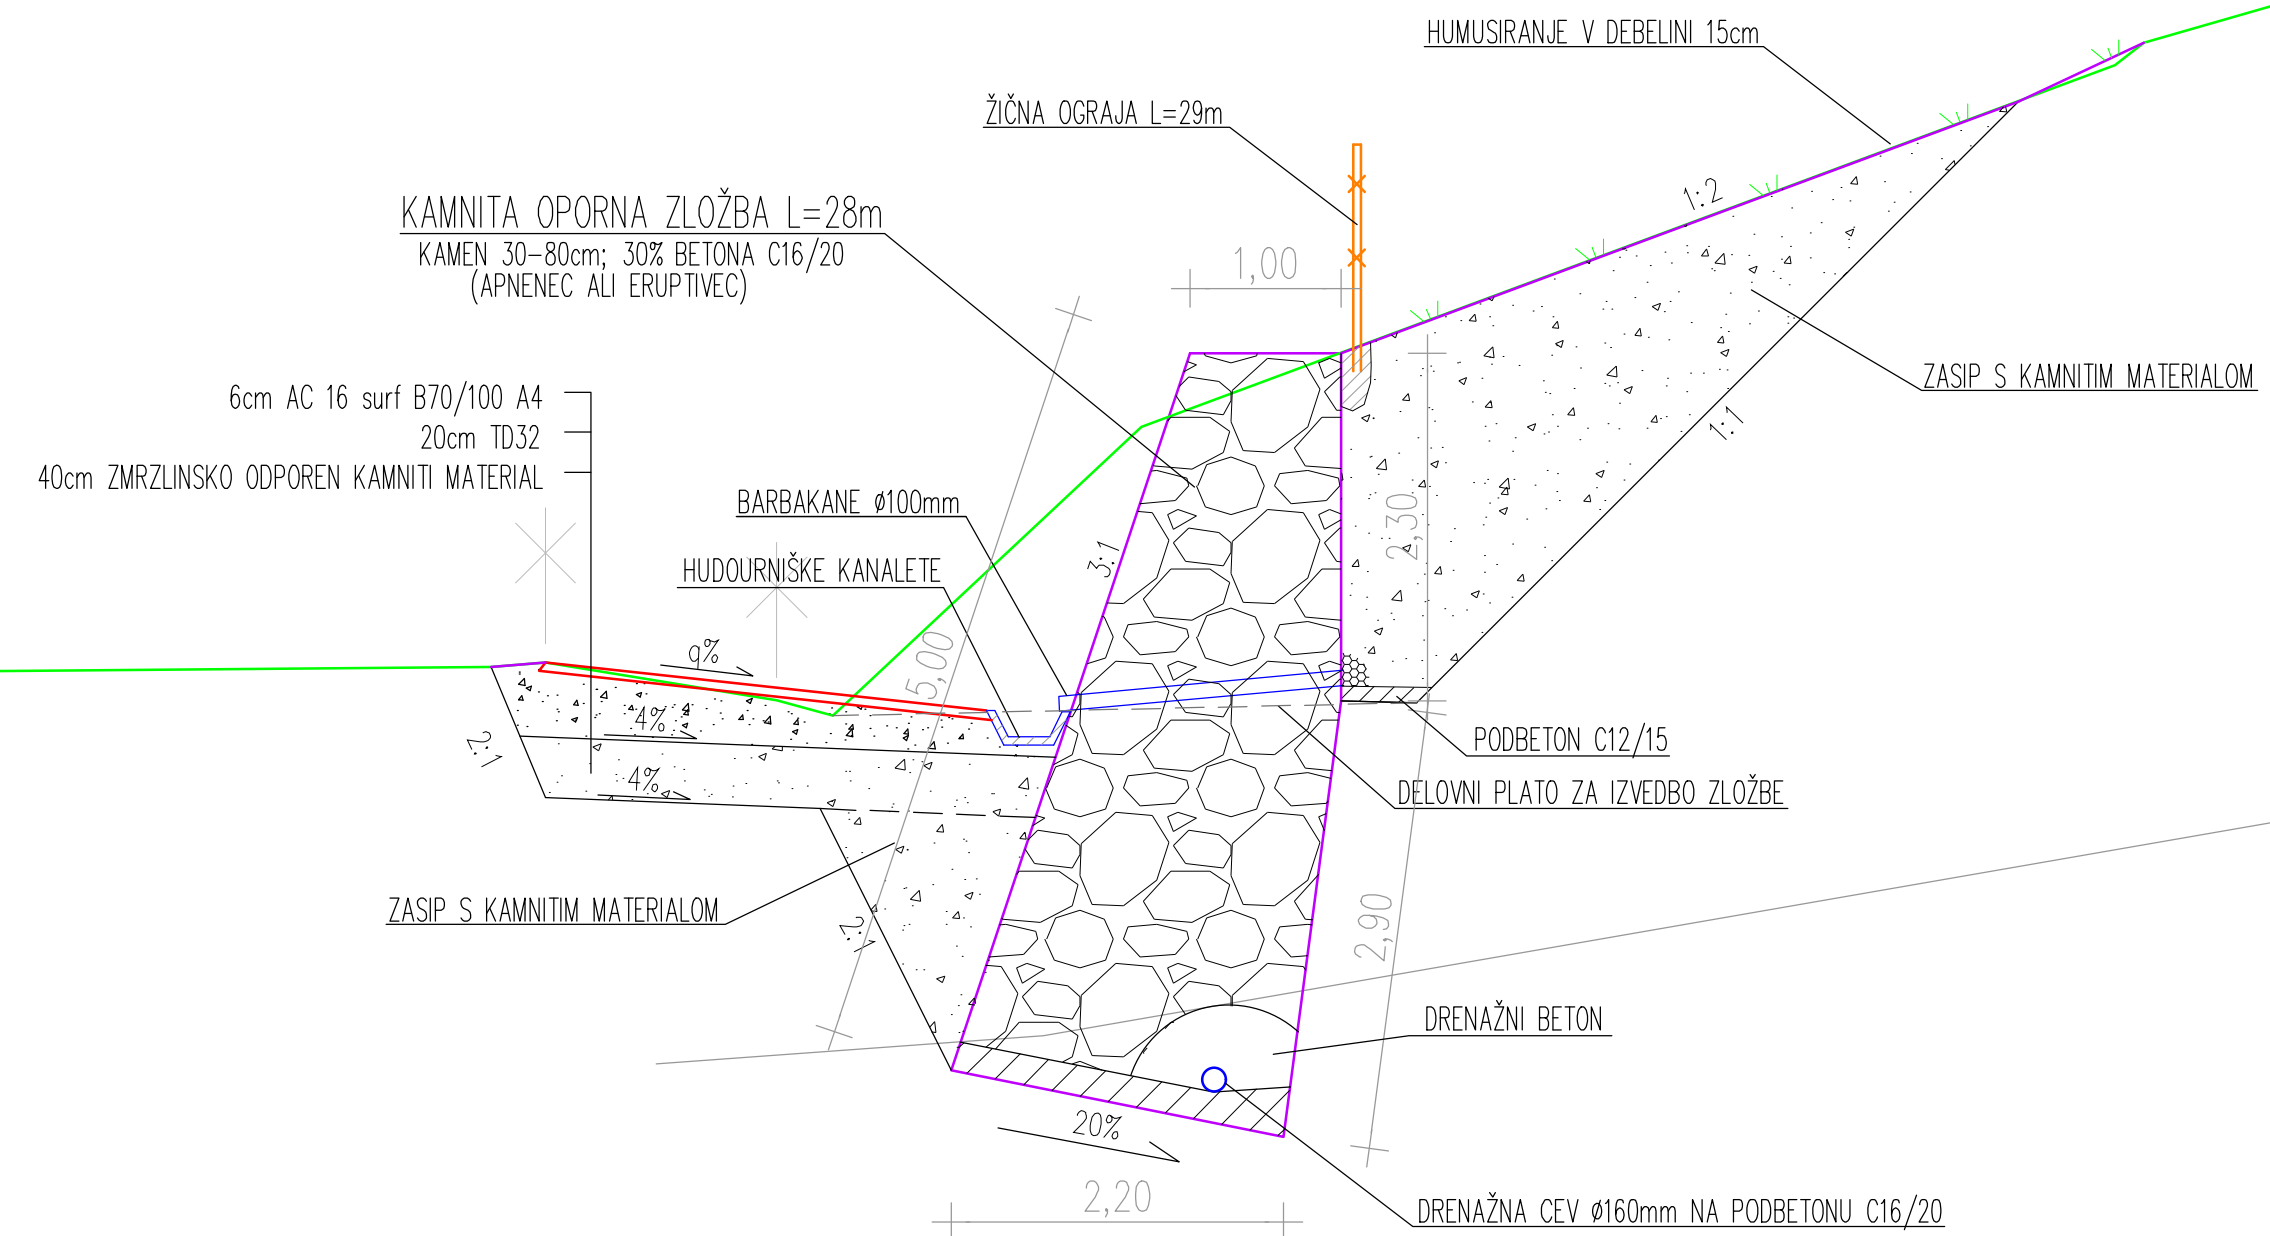 HUMUSIRANJE V DEBELINI 15cm
ŽIČNA OGRAJA L=29m
KAMNITA OPORNA ZLOŽBA L=28m
KAMEN 30-80cm; 30% BETONA C16/20
(APNENEC ALI ERUPTIVEC)
1:2
1,00
6cm AC 16 surf B70/100 A4
20cm TD32
40cm ZMRZLINSKO ODPOREN KAMNITI MATERIAL
ZASIP S KAMNITIM MATERIALOM
1:1
BARBAKANE ø100mm
2,30
3:1
HUDOURNIŠKE KANALETE
q%
5,00
4%
2:1
4%
PODBETON C12/15
DELOVNI PLATO ZA IZVEDBO ZLOŽBE
ZASIP S KAMNITIM MATERIALOM
2:1
2,90
DRENAŽNI BETON
20%
2,20
DRENAŽNA CEV ø160mm NA PODBETONU C16/20